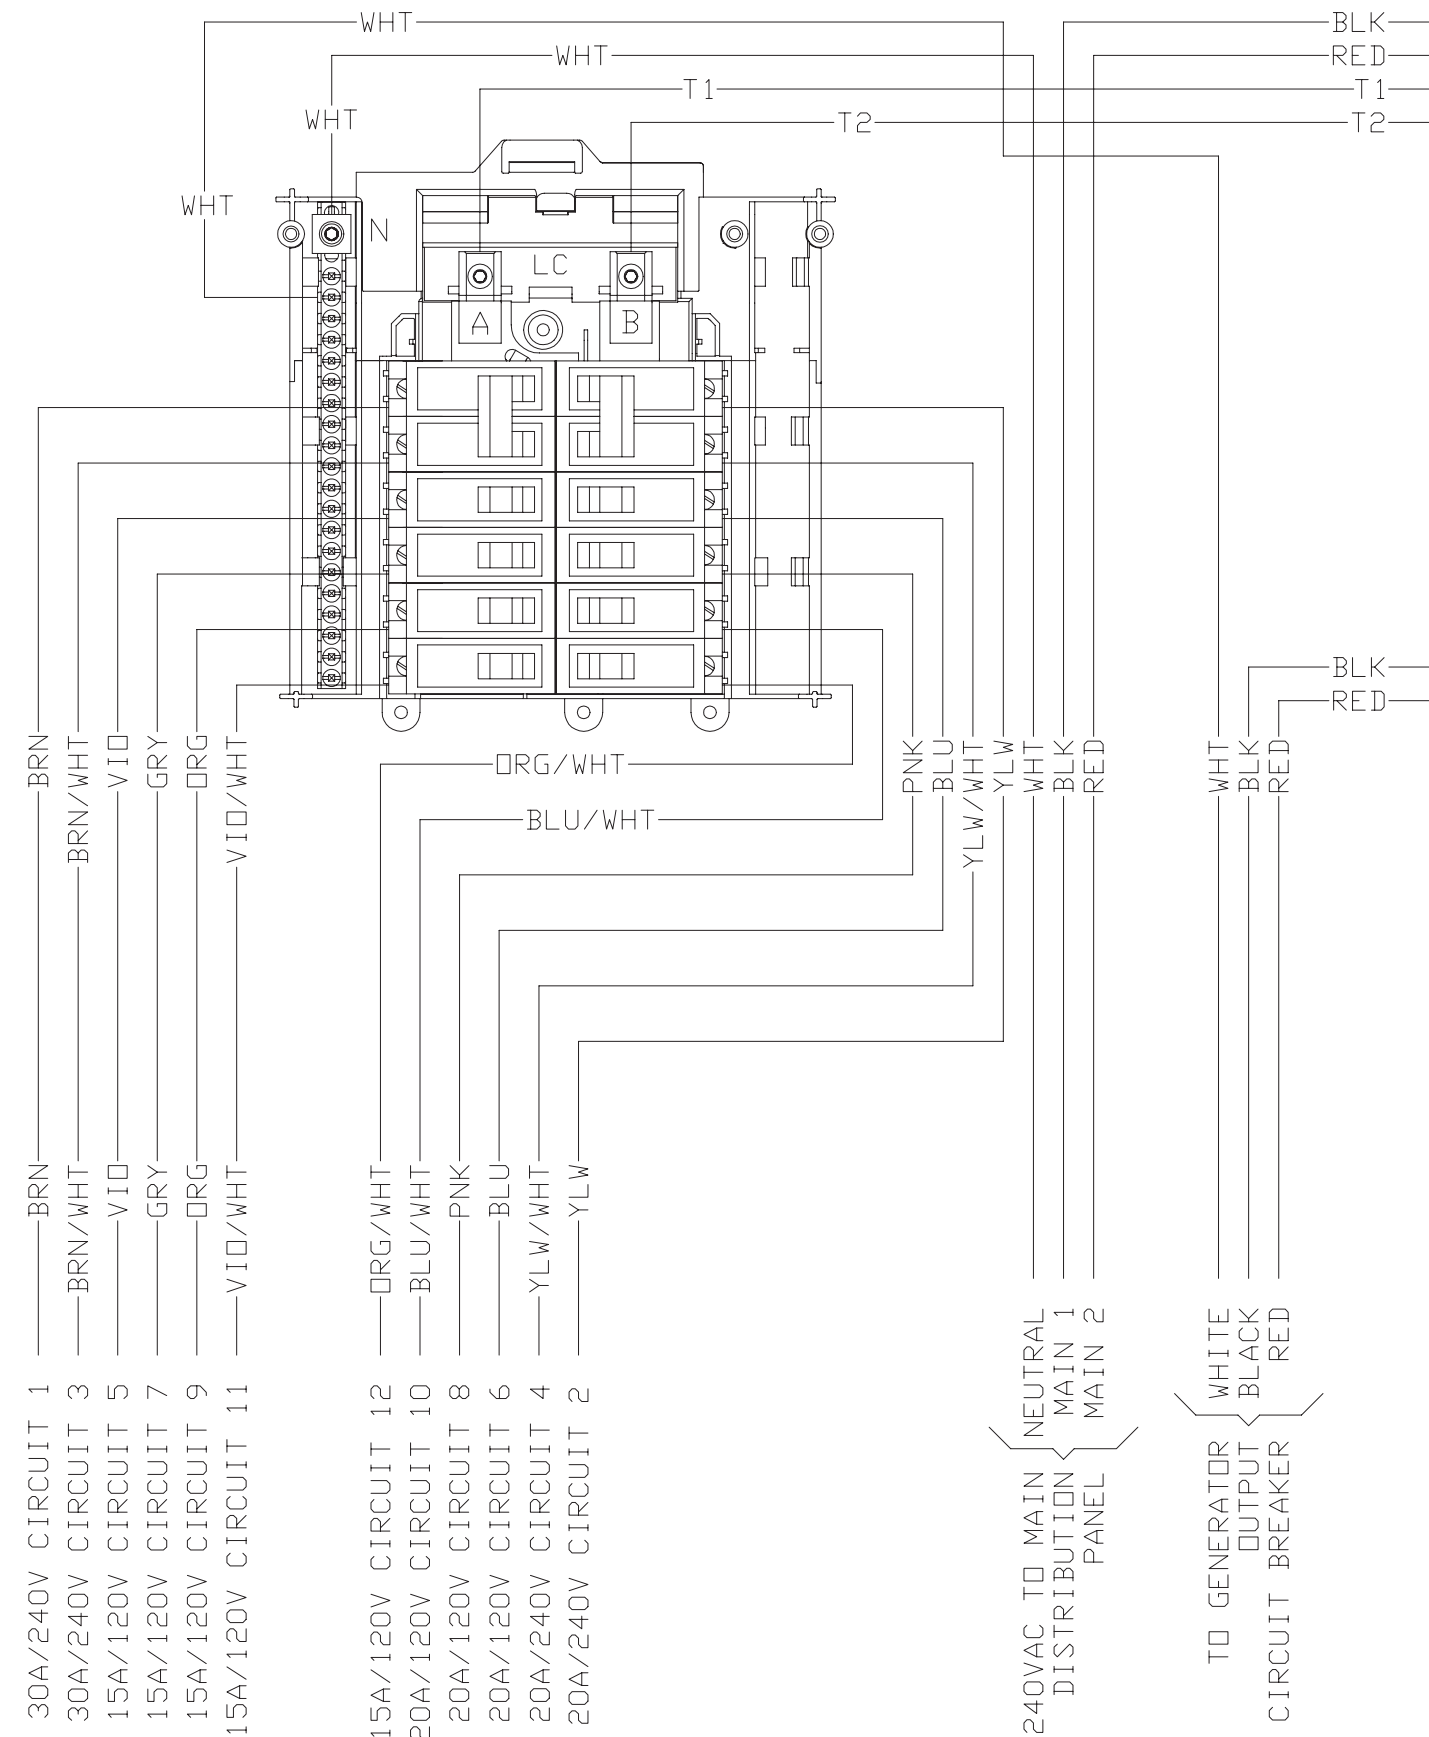 WHT
BLK
WHT
RED
T1
T1
WHT
T2
T2
WHT
N
LC
A
B
BLK
RED
BRN
BRN/WHT
VIO
GRY
ORG
VIO/WHT
ORG/WHT
BLU/WHT
PNK
BLU
YLW/WHT
YLW
WHT
BLK
RED
WHT
BLK
RED
BRN
BRN/WHT
VIO
GRY
ORG
VIO/WHT
ORG/WHT
BLU/WHT
PNK
BLU
YLW/WHT
YLW
30A/240V CIRCUIT 1
30A/240V CIRCUIT 3
15A/120V CIRCUIT 5
15A/120V CIRCUIT 7
15A/120V CIRCUIT 9
15A/120V CIRCUIT 11
15A/120V CIRCUIT 12
20A/120V CIRCUIT 10
20A/120V CIRCUIT 8
20A/120V CIRCUIT 6
20A/240V CIRCUIT 4
20A/240V CIRCUIT 2
NEUTRAL
MAIN 1
MAIN 2
240VAC TO MAIN
DISTRIBUTION
PANEL
WHITE
BLACK
RED
TO GENERATOR
OUTPUT
CIRCUIT BREAKER